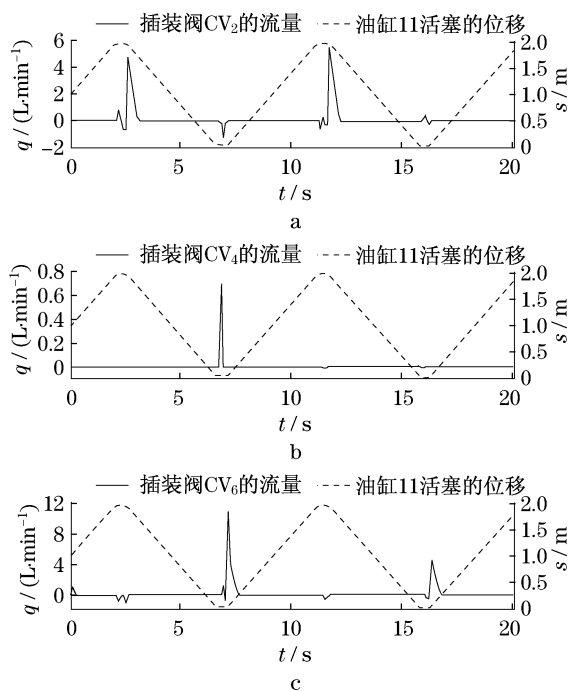 插装阀CV₂的流量 油缸11活塞的位移
q / (L·min⁻¹)
6
4
2
0
−2
2.0
1.5
1.0
0.5
0
s / m
0 5 10 15 20
t / s
a
插装阀CV₄的流量 油缸11活塞的位移
q / (L·min⁻¹)
0.8
0.6
0.4
0.2
0
2.0
1.5
1.0
0.5
0
s / m
0 5 10 15 20
t / s
b
插装阀CV₆的流量 油缸11活塞的位移
q / (L·min⁻¹)
12
8
4
0
2.0
1.5
1.0
0.5
0
s / m
0 5 10 15 20
t / s
c